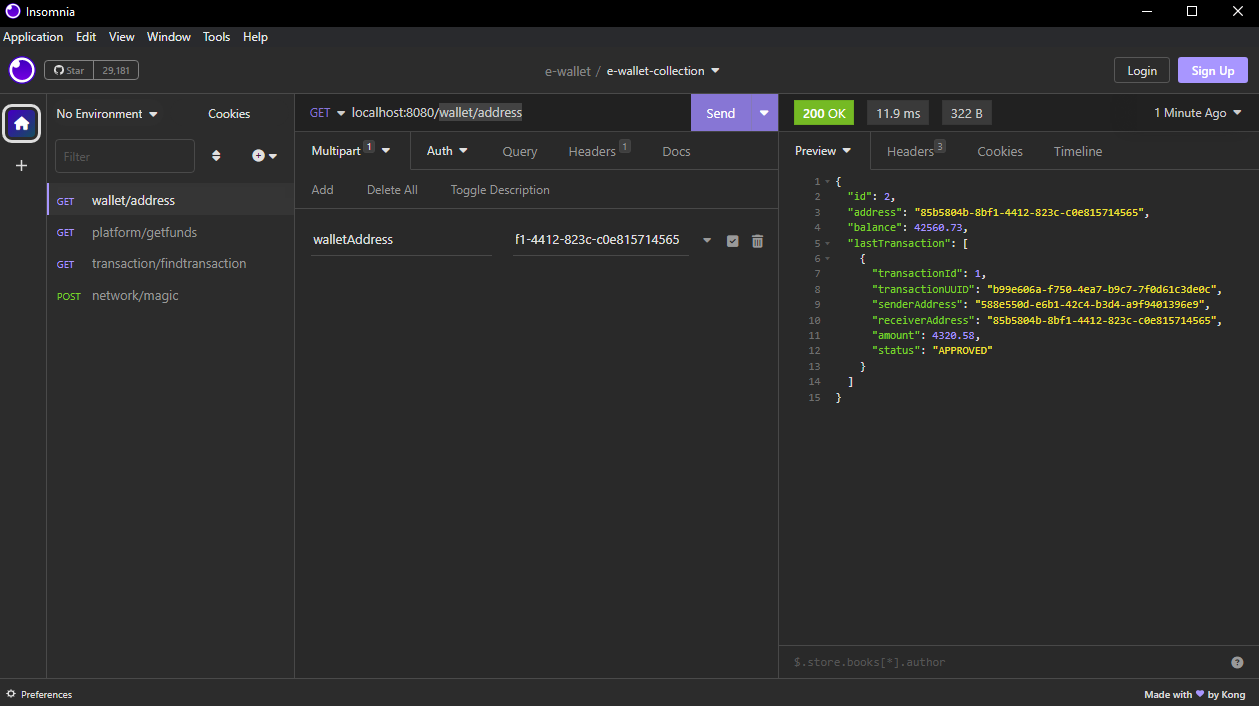 Insomnia
Application Edit View Window Tools Help
Star 29,181
e-wallet / e-wallet-collection
Login Sign Up
No Environment Cookies
Filter
GET wallet/address
GET platform/getfunds
GET transaction/findtransaction
POST network/magic
Preferences
GET localhost:8080/wallet/address Send
Multipart 1 Auth Query Headers 1 Docs
Add Delete All Toggle Description
walletAddress f1-4412-823c-c0e815714565
200 OK 11.9 ms 322 B 1 Minute Ago
Preview Headers 3 Cookies Timeline
1 {
2 "id": 2,
3 "address": "85b5804b-8bf1-4412-823c-c0e815714565",
4 "balance": 42560.73,
5 "lastTransaction": [
6 {
7 "transactionId": 1,
8 "transactionUUID": "b99e606a-f750-4ea7-b9c7-7f0d61c3de0c",
9 "senderAddress": "588e550d-e6b1-42c4-b3d4-a9f9401396e9",
10 "receiverAddress": "85b5804b-8bf1-4412-823c-c0e815714565",
11 "amount": 4320.58,
12 "status": "APPROVED"
13 }
14 ]
15 }
$.store.books[*].author ?
Made with ♥ by Kong